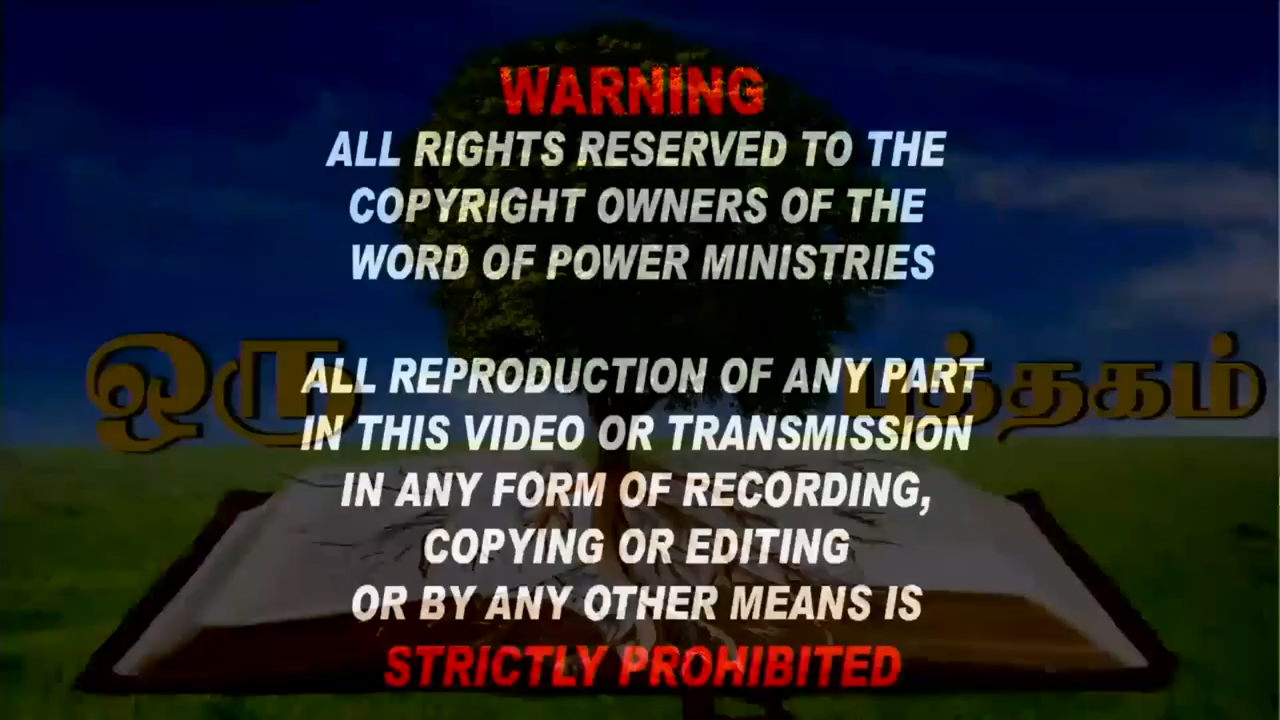 WARNING
ALL RIGHTS RESERVED TO THE
COPYRIGHT OWNERS OF THE
WORD OF POWER MINISTRIES
ஒரு புத்தகம்
ALL REPRODUCTION OF ANY PART
IN THIS VIDEO OR TRANSMISSION
IN ANY FORM OF RECORDING,
COPYING OR EDITING
OR BY ANY OTHER MEANS IS
STRICTLY PROHIBITED